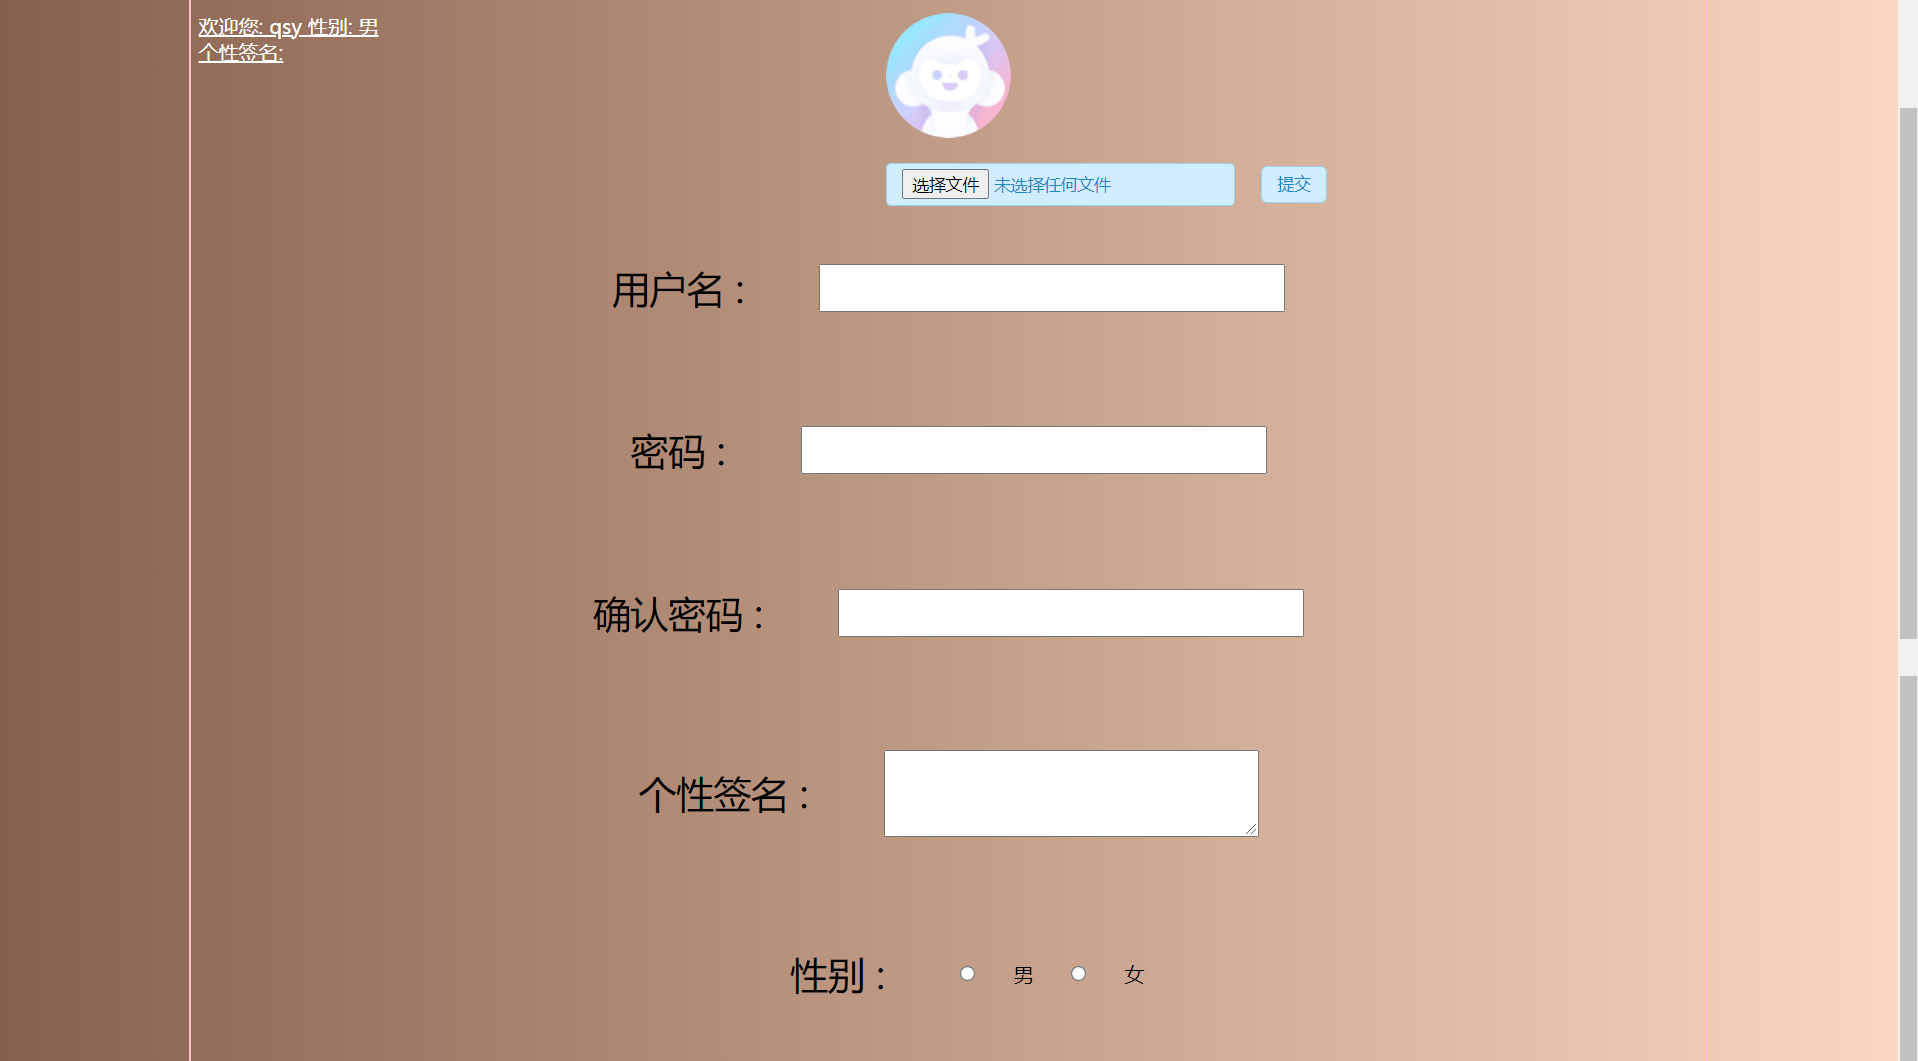 欢迎您: qsy 性别: 男
个性签名:
选择文件 未选择任何文件 提交
用户名：
密码：
确认密码：
个性签名：
性别： 男 女